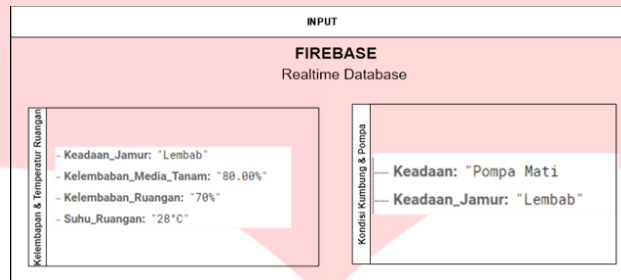 INPUT
FIREBASE
Realtime Database
Kelembapan & Temperatur Ruangan
Keadaan_Jamur: "Lembab"
Kelembaban_Media_Tanam: "80.00%"
Kelembaban_Ruangan: "70%"
Suhu_Ruangan: "28°C"
Kondisi Kumbung & Pompa
Keadaan: "Pompa Mati
Keadaan_Jamur: "Lembab"